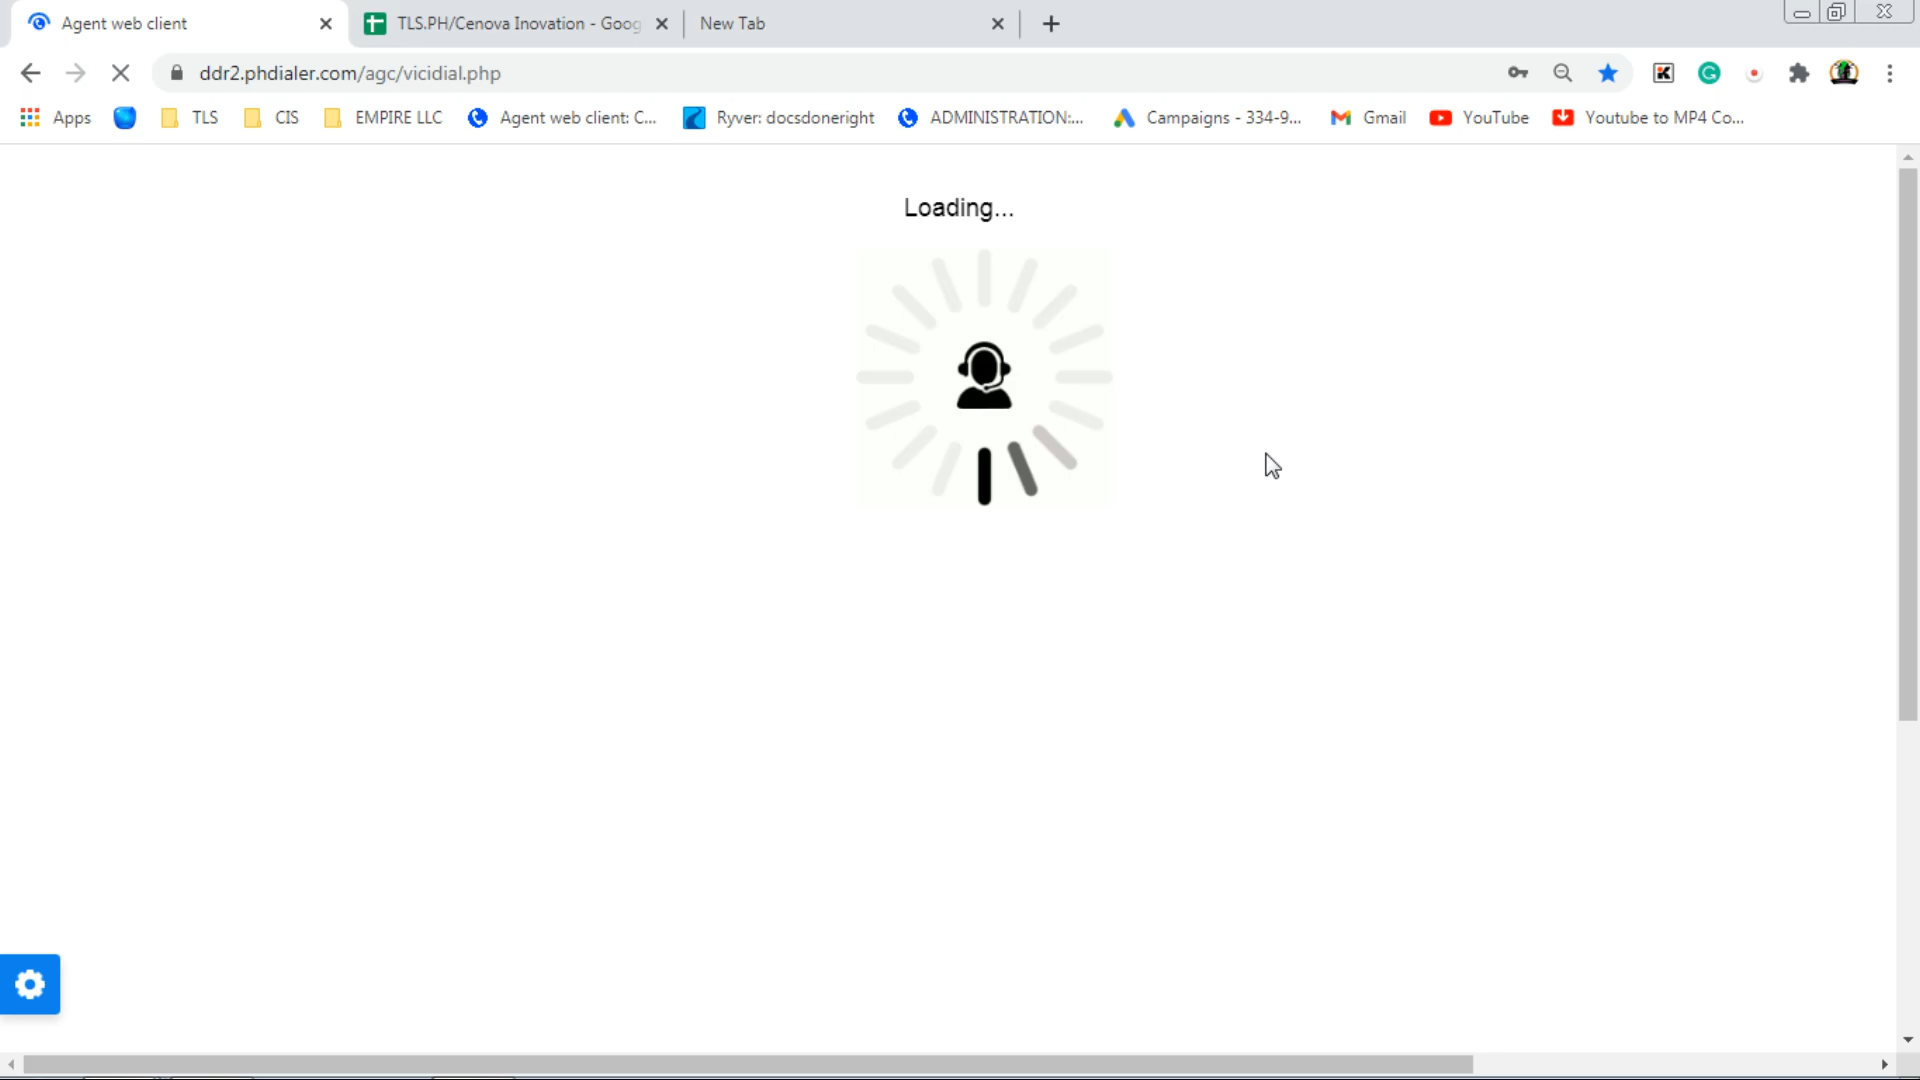 Agent web client
TLS.PH/Cenova Inovation - Goog
New Tab
ddr2.phdialer.com/agc/vicidial.php
Apps
TLS
CIS
EMPIRE LLC
Agent web client: C...
Ryver: docsdoneright
ADMINISTRATION:...
Campaigns - 334-9...
Gmail
YouTube
Youtube to MP4 Co...
Loading...